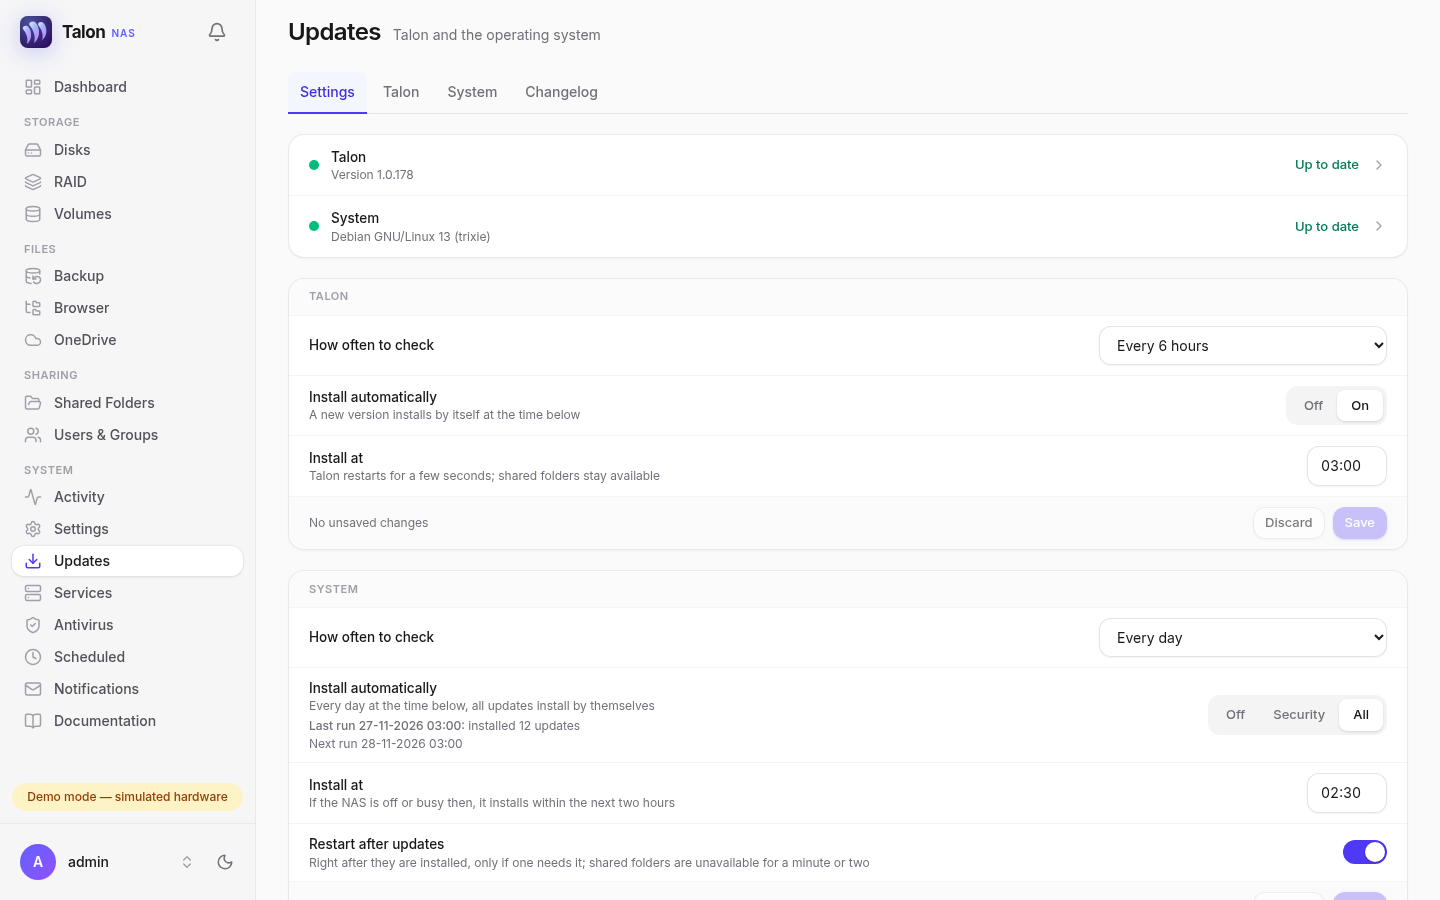 Talon NAS
Dashboard
STORAGE
Disks
RAID
Volumes
FILES
Backup
Browser
OneDrive
SHARING
Shared Folders
Users & Groups
SYSTEM
Activity
Settings
Updates
Services
Antivirus
Scheduled
Notifications
Documentation
Demo mode — simulated hardware
A admin
Updates Talon and the operating system
Settings Talon System Changelog
Talon
Version 1.0.178
Up to date
System
Debian GNU/Linux 13 (trixie)
Up to date
TALON
How often to check
Every 6 hours
Install automatically
A new version installs by itself at the time below
Off On
Install at
Talon restarts for a few seconds; shared folders stay available
03:00
No unsaved changes
Discard Save
SYSTEM
How often to check
Every day
Install automatically
Every day at the time below, all updates install by themselves
Last run 27-11-2026 03:00: installed 12 updates
Next run 28-11-2026 03:00
Off Security All
Install at
If the NAS is off or busy then, it installs within the next two hours
02:30
Restart after updates
Right after they are installed, only if one needs it; shared folders are unavailable for a minute or two